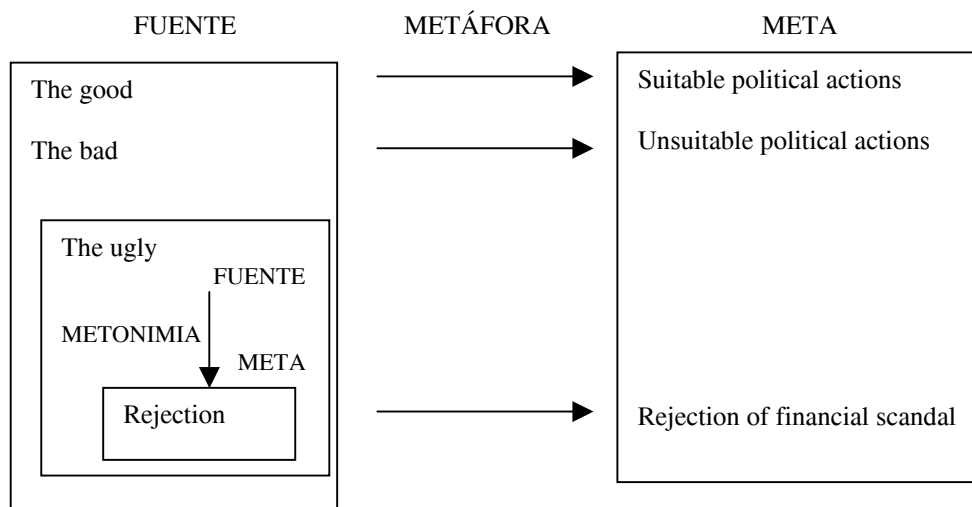 FUENTE METÁFORA META
The good Suitable political actions
The bad Unsuitable political actions
The ugly
FUENTE
METONIMIA
META
Rejection Rejection of financial scandal